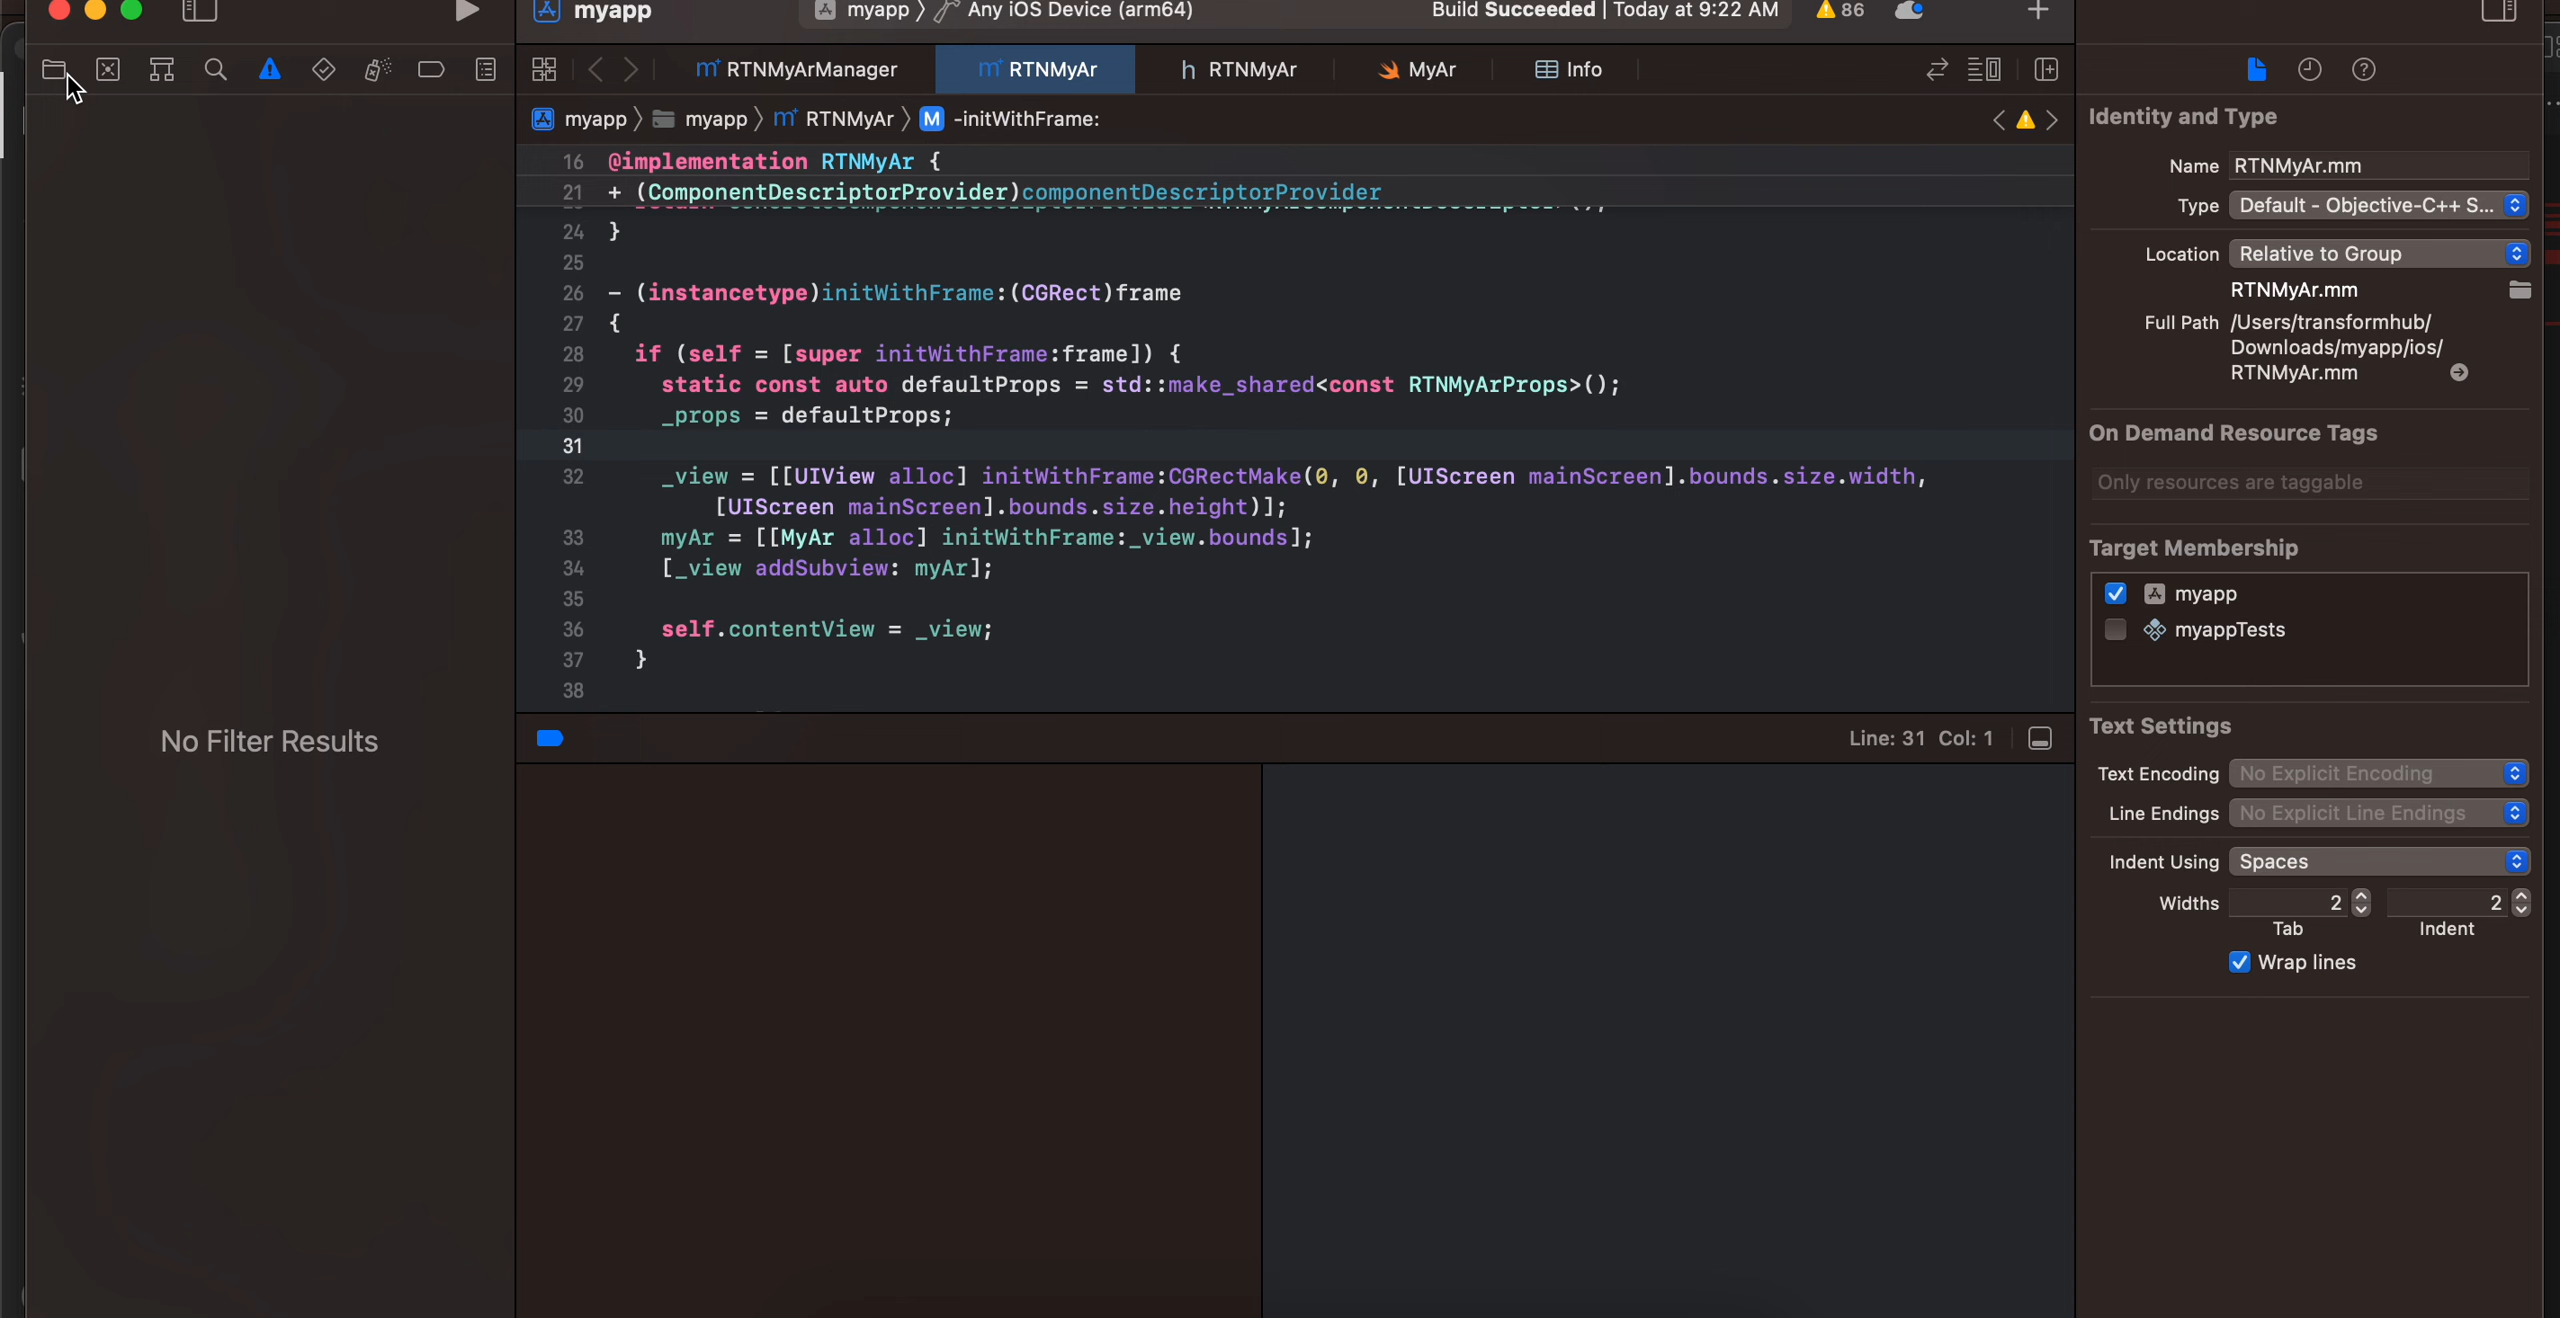 myapp
myapp 〉 Any iOS Device (arm64)
Build Succeeded | Today at 9:22 AM
86
RTNMyArManager
RTNMyAr
h RTNMyAr
MyAr
Info
myapp 〉 myapp 〉 RTNMyAr 〉 M -initWithFrame:
16 @implementation RTNMyAr {
21 + (ComponentDescriptorProvider)componentDescriptorProvider
24 }
25
26 - (instancetype)initWithFrame:(CGRect)frame
27 {
28 if (self = [super initWithFrame:frame]) {
29 static const auto defaultProps = std::make_shared<const RTNMyArProps>();
30 _props = defaultProps;
31
32 _view = [[UIView alloc] initWithFrame:CGRectMake(0, 0, [UIScreen mainScreen].bounds.size.width,
[UIScreen mainScreen].bounds.size.height)];
33 myAr = [[MyAr alloc] initWithFrame:_view.bounds];
34 [_view addSubview: myAr];
35
36 self.contentView = _view;
37 }
38
No Filter Results
Line: 31 Col: 1
Identity and Type
Name RTNMyAr.mm
Type Default - Objective-C++ S...
Location Relative to Group
RTNMyAr.mm
Full Path /Users/transformhub/
Downloads/myapp/ios/
RTNMyAr.mm
On Demand Resource Tags
Only resources are taggable
Target Membership
myapp
myappTests
Text Settings
Text Encoding No Explicit Encoding
Line Endings No Explicit Line Endings
Indent Using Spaces
Widths 2 2
Tab Indent
Wrap lines